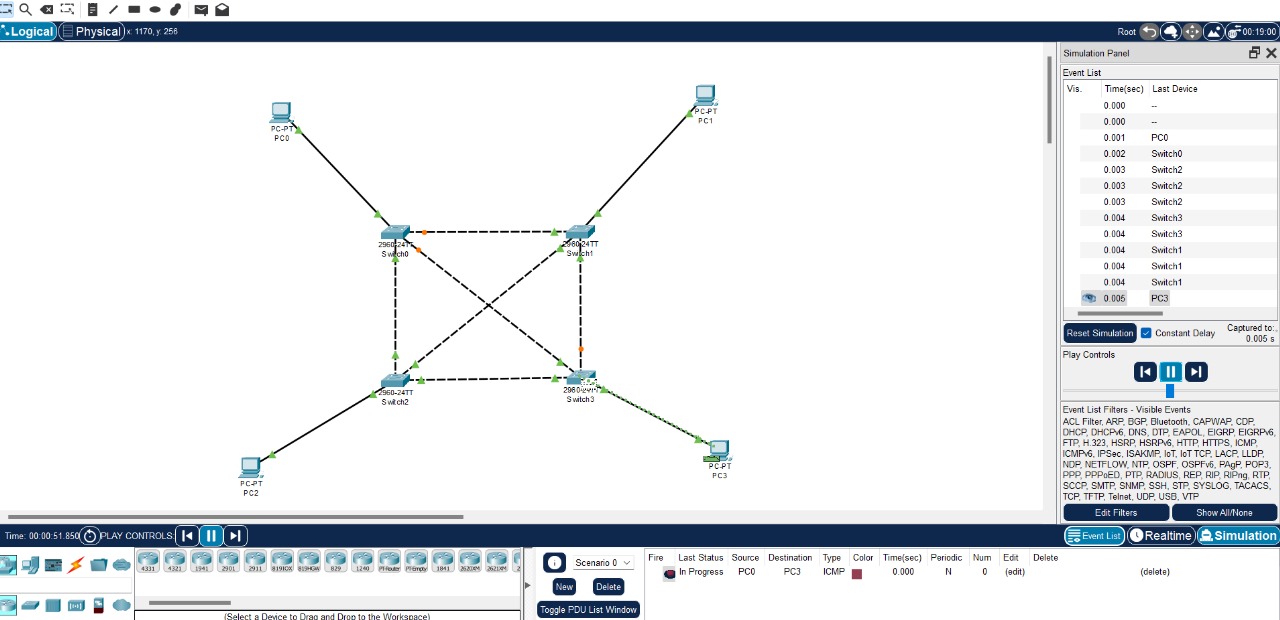 Logical Physical x: 1170, y: 256 Root 00:19:00
Simulation Panel
Event List
Vis. Time(sec) Last Device
0.000 --
0.000 --
0.001 PC0
0.002 Switch0
0.003 Switch2
0.003 Switch2
0.003 Switch2
0.004 Switch3
0.004 Switch3
0.004 Switch1
0.004 Switch1
0.004 Switch1
0.005 PC3
Reset Simulation Constant Delay Captured to:
0.005 s
Play Controls
Event List Filters - Visible Events
ACL Filter, ARP, BGP, Bluetooth, CAPWAP, CDP,
DHCP, DHCPv6, DNS, DTP, EAPOL, EIGRP, EIGRPv6,
FTP, H.323, HSRP, HSRPv6, HTTP, HTTPS, ICMP,
ICMPv6, IPSec, ISAKMP, IoT, IoT TCP, LACP, LLDP,
NDP, NETFLOW, NTP, OSPF, OSPFv6, PAgP, POP3,
PPP, PPPoED, PTP, RADIUS, REP, RIP, RIPng, RTP,
SCCP, SMTP, SNMP, SSH, STP, SYSLOG, TACACS,
TCP, TFTP, Telnet, UDP, USB, VTP
Edit Filters Show All/None
Event List Realtime Simulation
PC-PT
PC0
PC-PT
PC1
2960-24TT
Switch0
2960-24TT
Switch1
2960-24TT
Switch2
2960-24TT
Switch3
PC-PT
PC2
PC-PT
PC3
Time: 00:00:51.850 PLAY CONTROLS:
4331 4321 1941 2901 2911 819IOX 819HGW 829 1240 PT-Router PT-Empty 1841 2620XM 2621XM
(Select a Device to Drag and Drop to the Workspace)
Scenario 0
New Delete
Toggle PDU List Window
Fire Last Status Source Destination Type Color Time(sec) Periodic Num Edit Delete
In Progress PC0 PC3 ICMP 0.000 N 0 (edit) (delete)